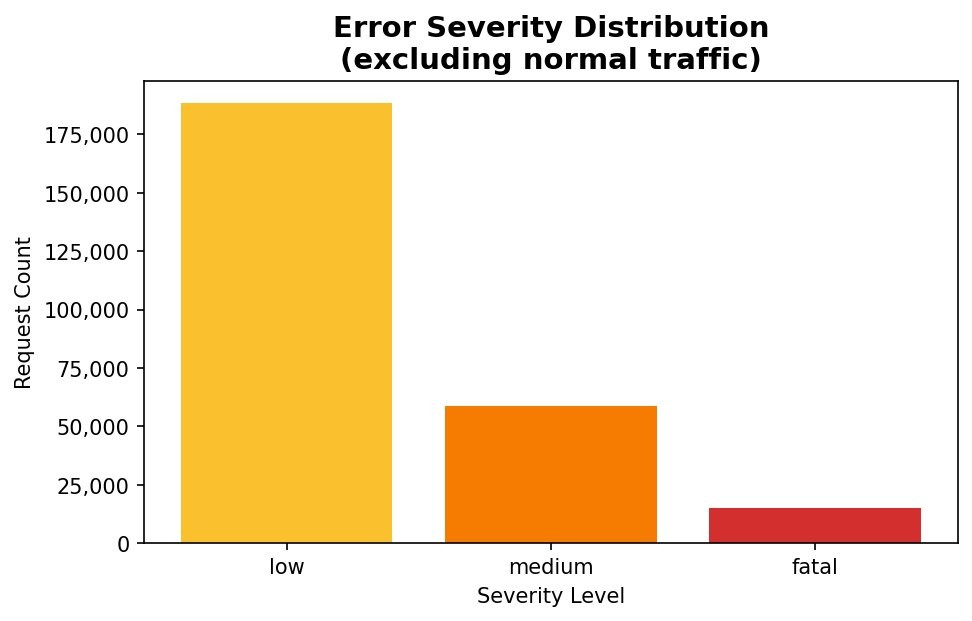 Error Severity Distribution
(excluding normal traffic)
Request Count
175,000
150,000
125,000
100,000
75,000
50,000
25,000
0
low
medium
fatal
Severity Level